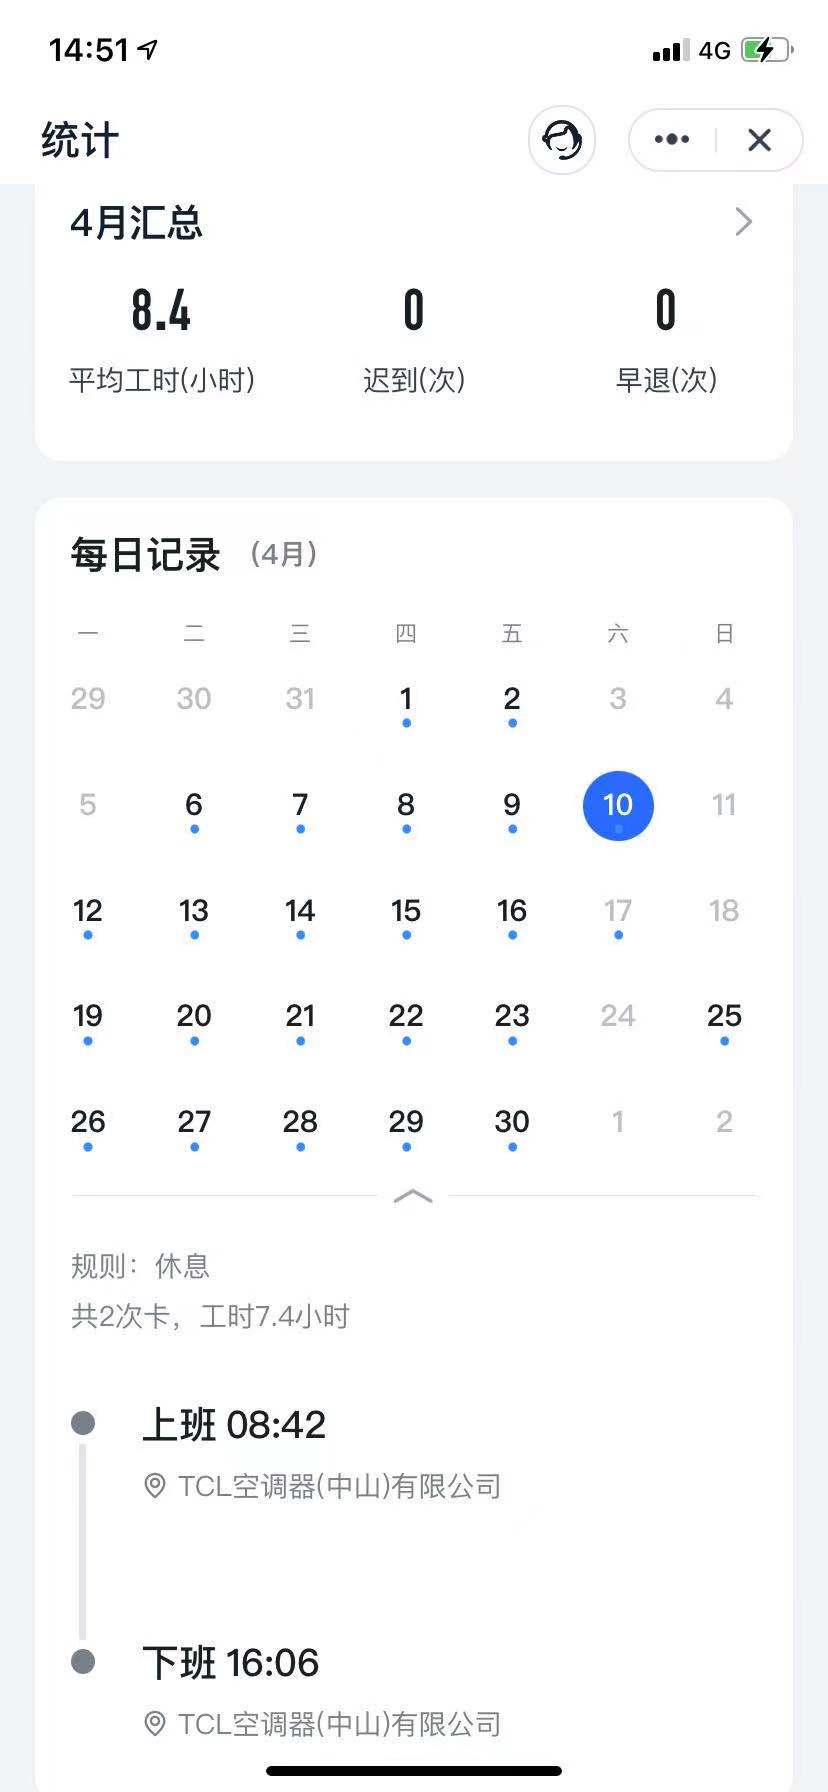 14:51 4G
统计
4月汇总
8.4 0 0
平均工时(小时) 迟到(次) 早退(次)
每日记录 (4月)
一 二 三 四 五 六 日
29 30 31 1 2 3 4
5 6 7 8 9 10 11
12 13 14 15 16 17 18
19 20 21 22 23 24 25
26 27 28 29 30 1 2
规则：休息
共2次卡，工时7.4小时
上班 08:42
TCL空调器(中山)有限公司
下班 16:06
TCL空调器(中山)有限公司